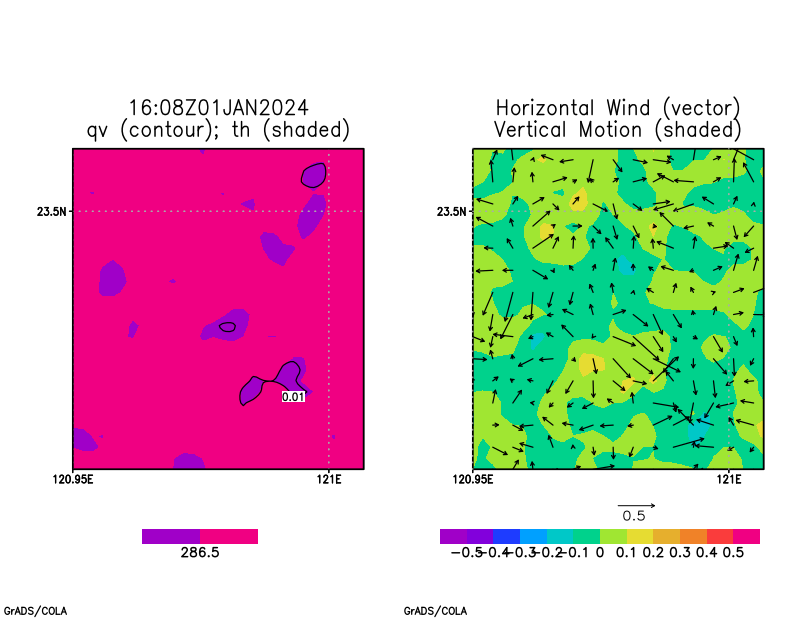 16:08Z01JAN2024
qv (contour); th (shaded)
23.5N
0.01
120.95E 121E
286.5
Horizontal Wind (vector)
Vertical Motion (shaded)
23.5N
120.95E 121E
0.5
-0.5 -0.4 -0.3 -0.2 -0.1 0 0.1 0.2 0.3 0.4 0.5
GrADS/COLA GrADS/COLA